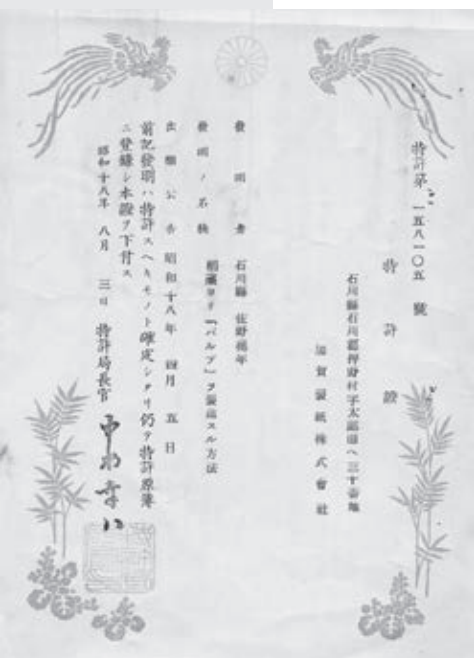 特許第一五八一〇五號
特許證
石川縣石川郡押野村字太郎田へ三十番地
加賀製紙株式會社
發明者 石川縣 佐野
發明ノ名稱 稻藁ヨリ「パルプ」ヲ製造スル方法
出願公告 昭和十八年 四月 五日
前記發明ハ特許スヘキモノト確定シタリ仍テ特許原簿
ニ登錄シ本證ヲ下付ス
昭和十八年 八月 三日
特許局長官